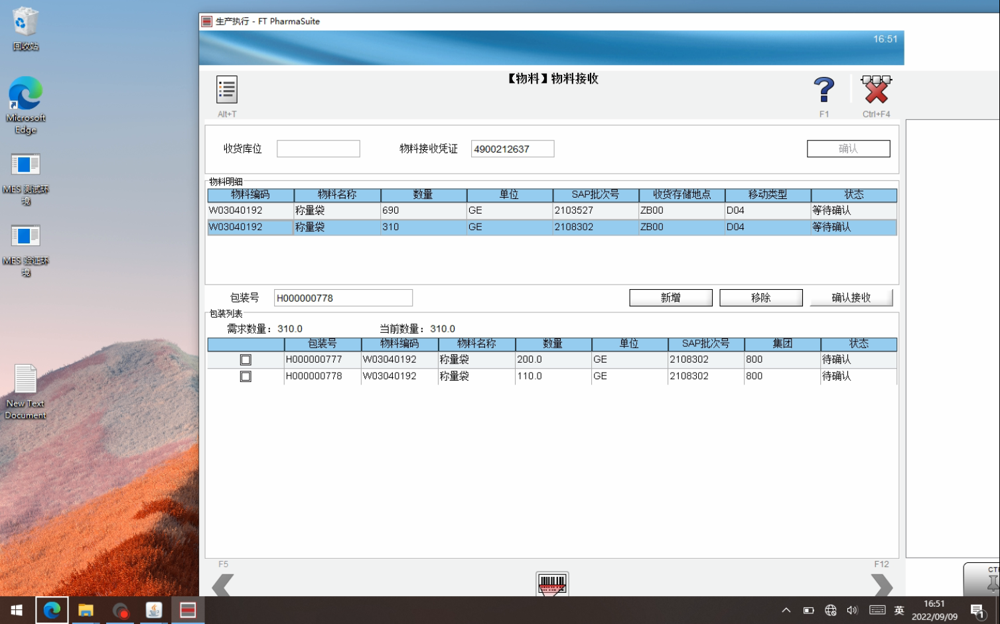 回收站
Microsoft
Edge
MES 测试环
境
MES 验证环
境
New Text
Document
生产执行 - FT PharmaSuite
16:51
【物料】物料接收
Alt+T
F1
Ctrl+F4
收货库位
物料接收凭证 4900212637
确认
物料明细
物料编码 物料名称 数量 单位 SAP批次号 收货存储地点 移动类型 状态
W03040192 称量袋 690 GE 2103527 ZB00 D04 等待确认
W03040192 称量袋 310 GE 2108302 ZB00 D04 等待确认
包装号 H000000778 新增 移除 确认接收
包装列表
需求数量：310.0 当前数量：310.0
包装号 物料编码 物料名称 数量 单位 SAP批次号 集团 状态
H000000777 W03040192 称量袋 200.0 GE 2108302 800 待确认
H000000778 W03040192 称量袋 110.0 GE 2108302 800 待确认
F5
F12
英
16:51
2022/09/09
1